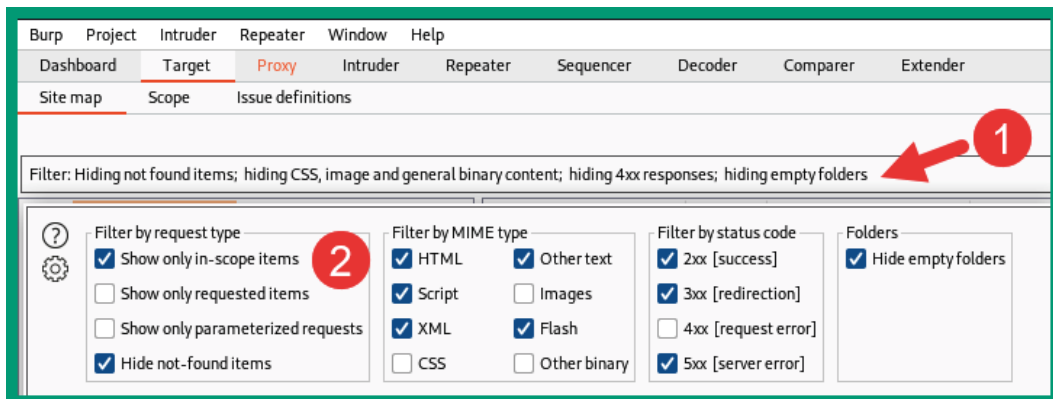 Burp Project Intruder Repeater Window Help
Dashboard Target Proxy Intruder Repeater Sequencer Decoder Comparer Extender
Site map Scope Issue definitions
1
Filter: Hiding not found items; hiding CSS, image and general binary content; hiding 4xx responses; hiding empty folders
?
Filter by request type
Show only in-scope items
2
Show only requested items
Show only parameterized requests
Hide not-found items
Filter by MIME type
HTML Other text
Script Images
XML Flash
CSS Other binary
Filter by status code
2xx [success]
3xx [redirection]
4xx [request error]
5xx [server error]
Folders
Hide empty folders